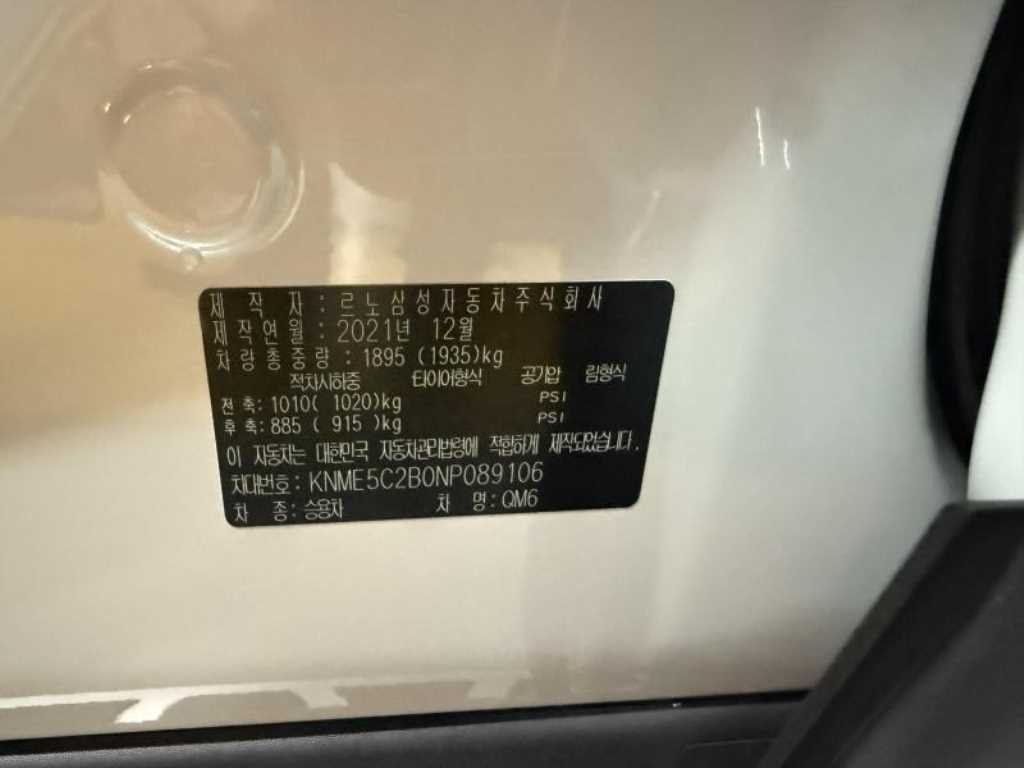 제 작 자 : 르노삼성자동차주식회사
제작연월 : 2021년 12월
차량총중량 : 1895 (1935)kg
적차시하중 타이어형식 공기압 림형식
전 축: 1010( 1020)kg PSI
후 축: 885 ( 915 )kg PSI
이 자동차는 대한민국 자동차관리법령에 적합하게 제작되었습니다.
차대번호: KNME5C2B0NP089106
차 종: 승용차 차 명: QM6